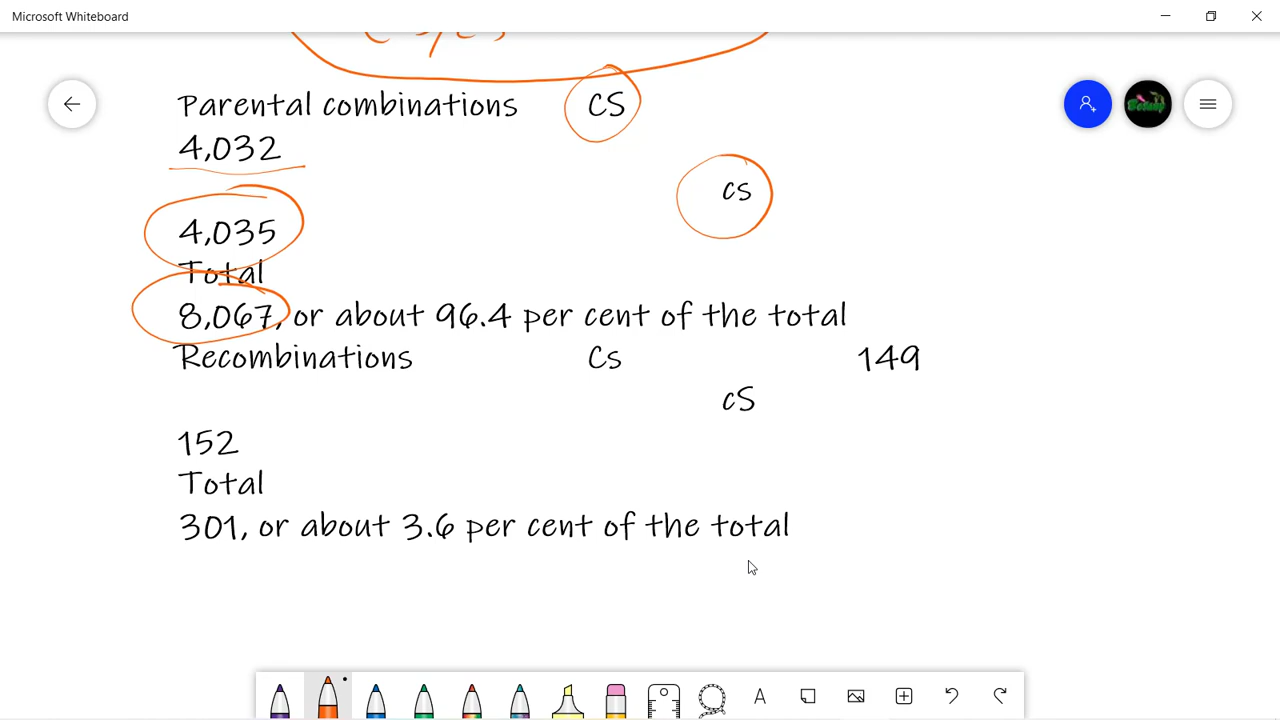 Microsoft Whiteboard
Parental combinations CS
4,032
cs
4,035
Total
8,067, or about 96.4 per cent of the total
Recombinations Cs 149
cS
152
Total
301, or about 3.6 per cent of the total
A